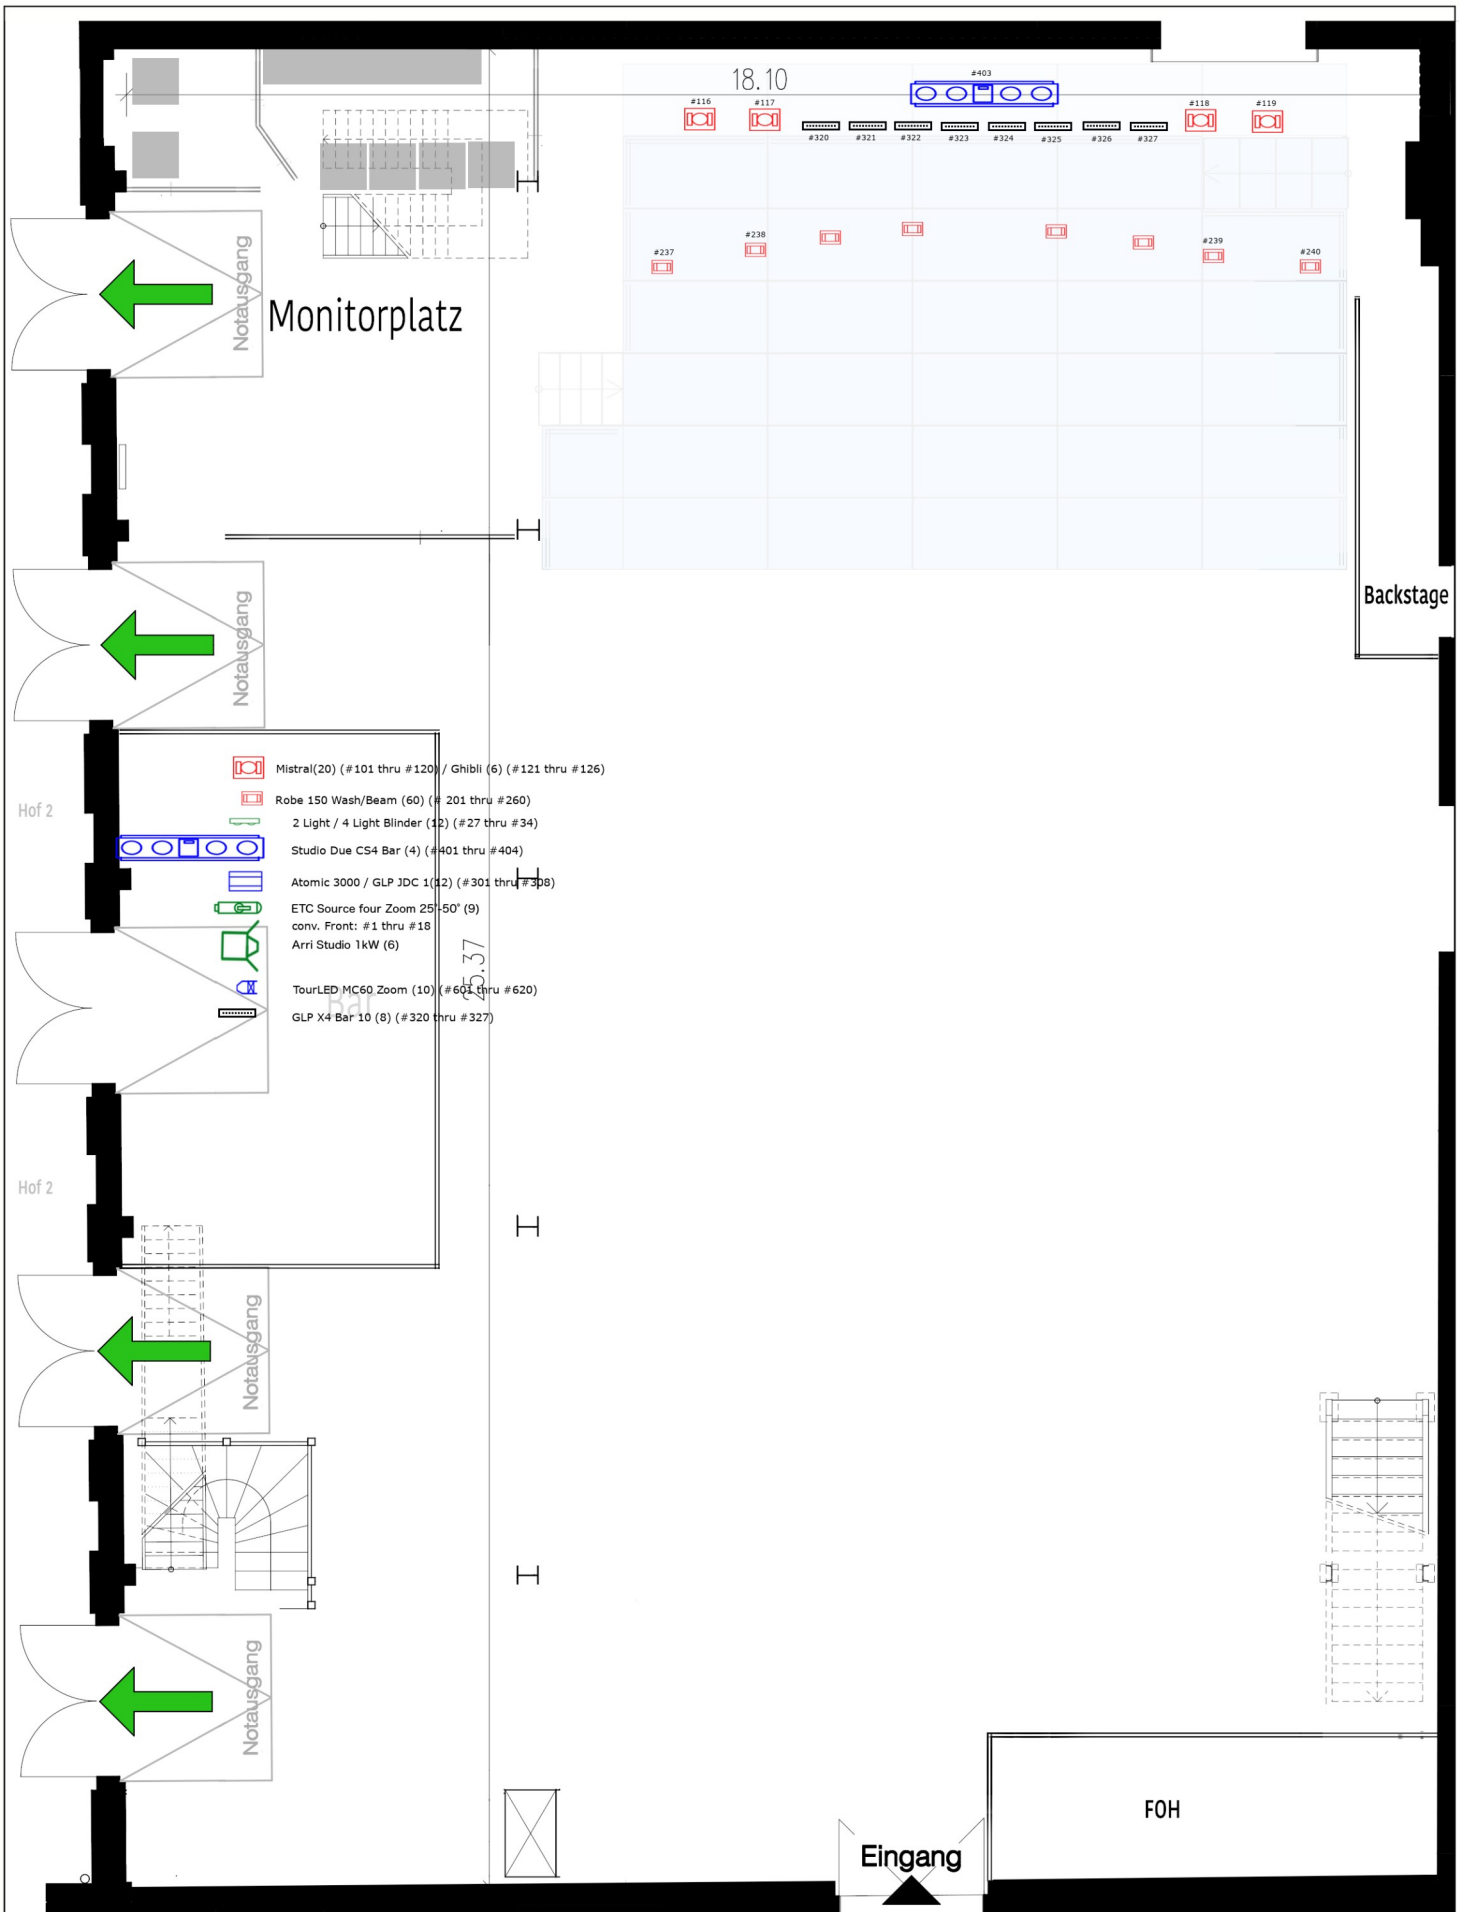 18.10
#403
#116
#117
#118
#119
#320
#321
#322
#323
#324
#325
#326
#327
#237
#238
#239
#240
Notausgang
Monitorplatz
Backstage
Notausgang
Mistral(20) (#101 thru #120) / Ghibli (6) (#121 thru #126)
Robe 150 Wash/Beam (60) (# 201 thru #260)
Hof 2
2 Light / 4 Light Blinder (12) (#27 thru #34)
Studio Due CS4 Bar (4) (#401 thru #404)
Atomic 3000 / GLP JDC 1(12) (#301 thru #308)
ETC Source four Zoom 25°-50° (9)
conv. Front: #1 thru #18
Arri Studio 1kW (6)
25.37
TourLED MC60 Zoom (10) (#601 thru #620)
Bar
GLP X4 Bar 10 (8) (#320 thru #327)
Hof 2
Notausgang
Notausgang
FOH
Eingang